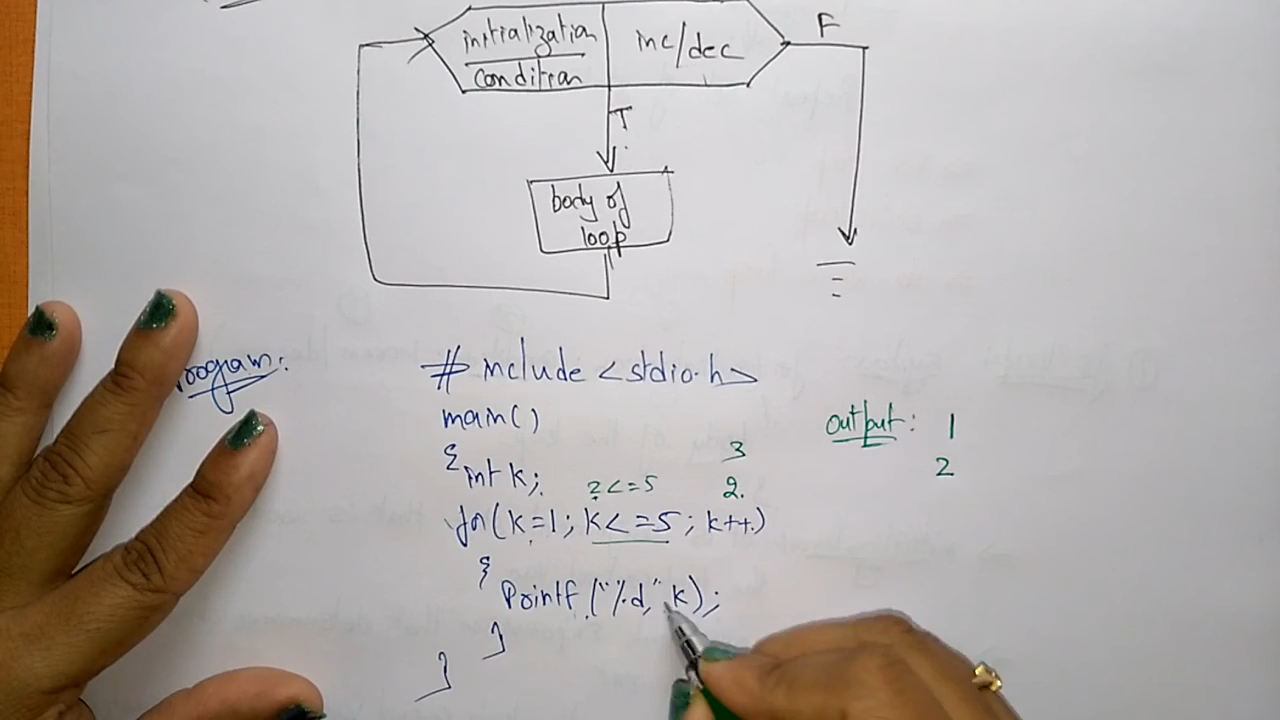 initialization
condition
inc/dec
F
T
body of
loop
Program:
# include <stdio.h>
main()
{ int k;
2<=5
3
2.
for(k=1; k<=5; k++)
{
Printf ("%d," k);
}
}
output: 1
2